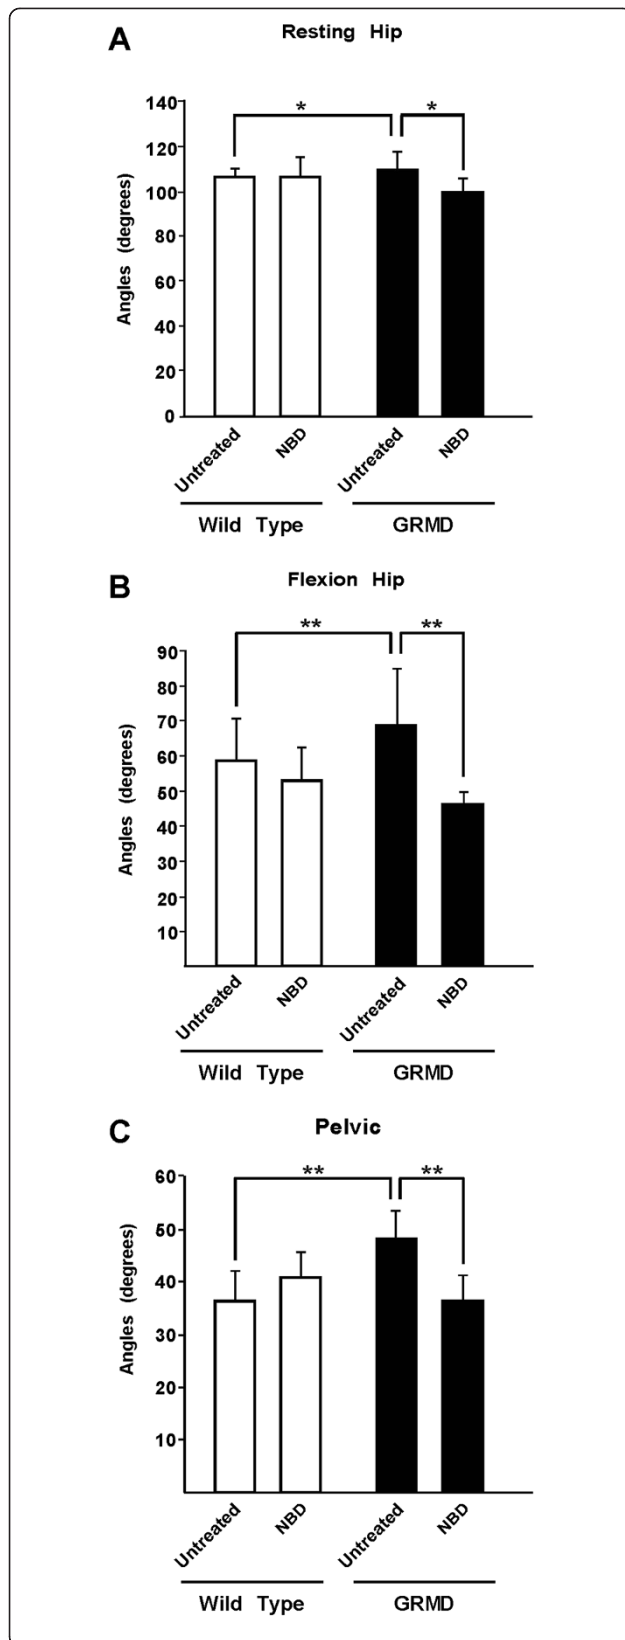 A
Resting Hip
Angles (degrees)
140
120
100
80
60
40
20
0
*
*
Untreated
NBD
Untreated
NBD
Wild Type
GRMD
B
Flexion Hip
Angles (degrees)
90
80
70
60
50
40
30
20
10
**
**
Untreated
NBD
Untreated
NBD
Wild Type
GRMD
C
Pelvic
Angles (degrees)
60
50
40
30
20
10
**
**
Untreated
NBD
Untreated
NBD
Wild Type
GRMD